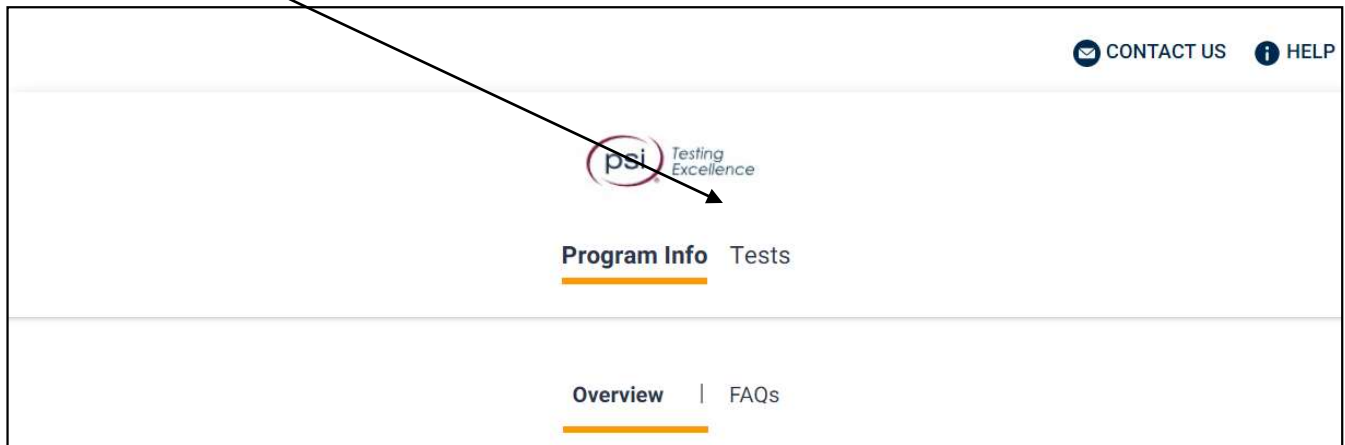 CONTACT US HELP
psi Testing
Excellence
Program Info Tests
Overview | FAQs